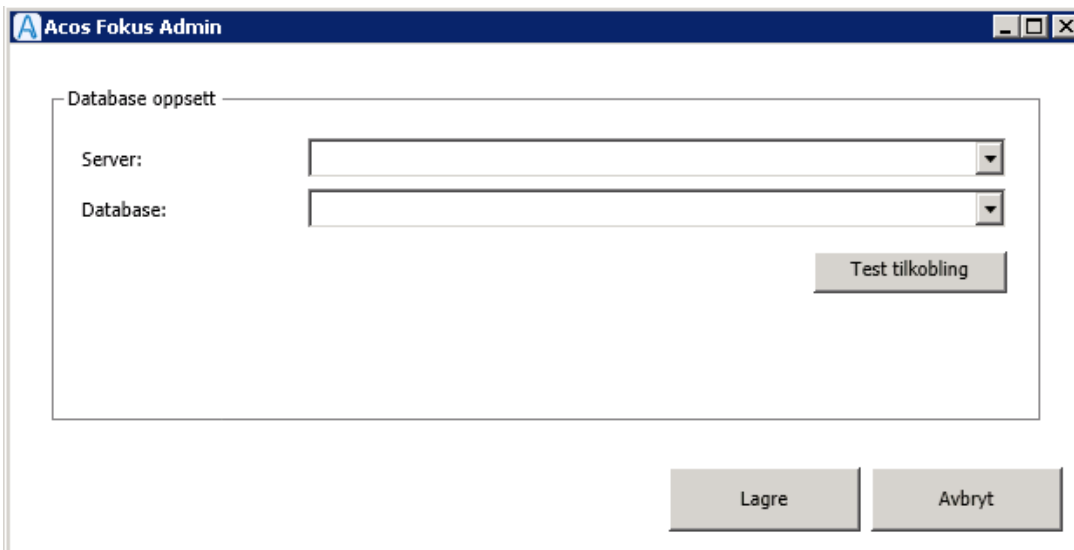 Acos Fokus Admin
Database oppsett
Server:
Database:
Test tilkobling
Lagre
Avbryt